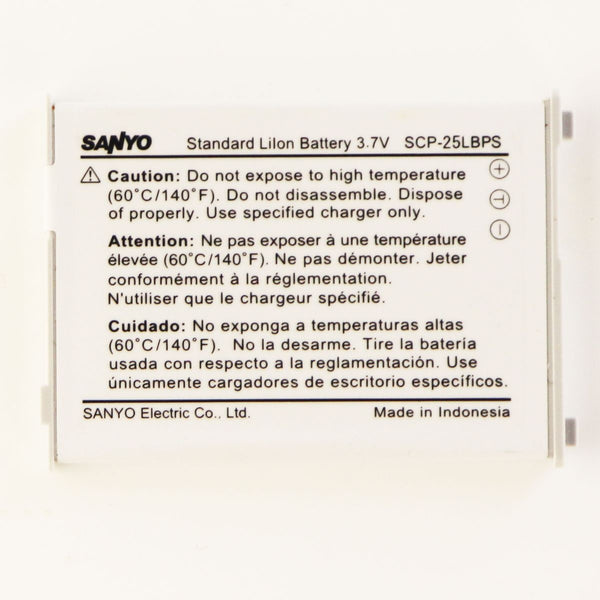 SANYO Standard LiIon Battery 3.7V SCP-25LBPS
⚠ Caution: Do not expose to high temperature
(60˚C/140˚F). Do not disassemble. Dispose
of properly. Use specified charger only.
+
T
−
Attention: Ne pas exposer à une température
élevée (60˚C/140˚F). Ne pas démonter. Jeter
conformément à la réglementation.
N'utiliser que le chargeur spécifié.
Cuidado: No exponga a temperaturas altas
(60˚C/140˚F). No la desarme. Tire la batería
usada con respecto a la reglamentación. Use
únicamente cargadores de escritorio específicos.
SANYO Electric Co., Ltd. Made in Indonesia